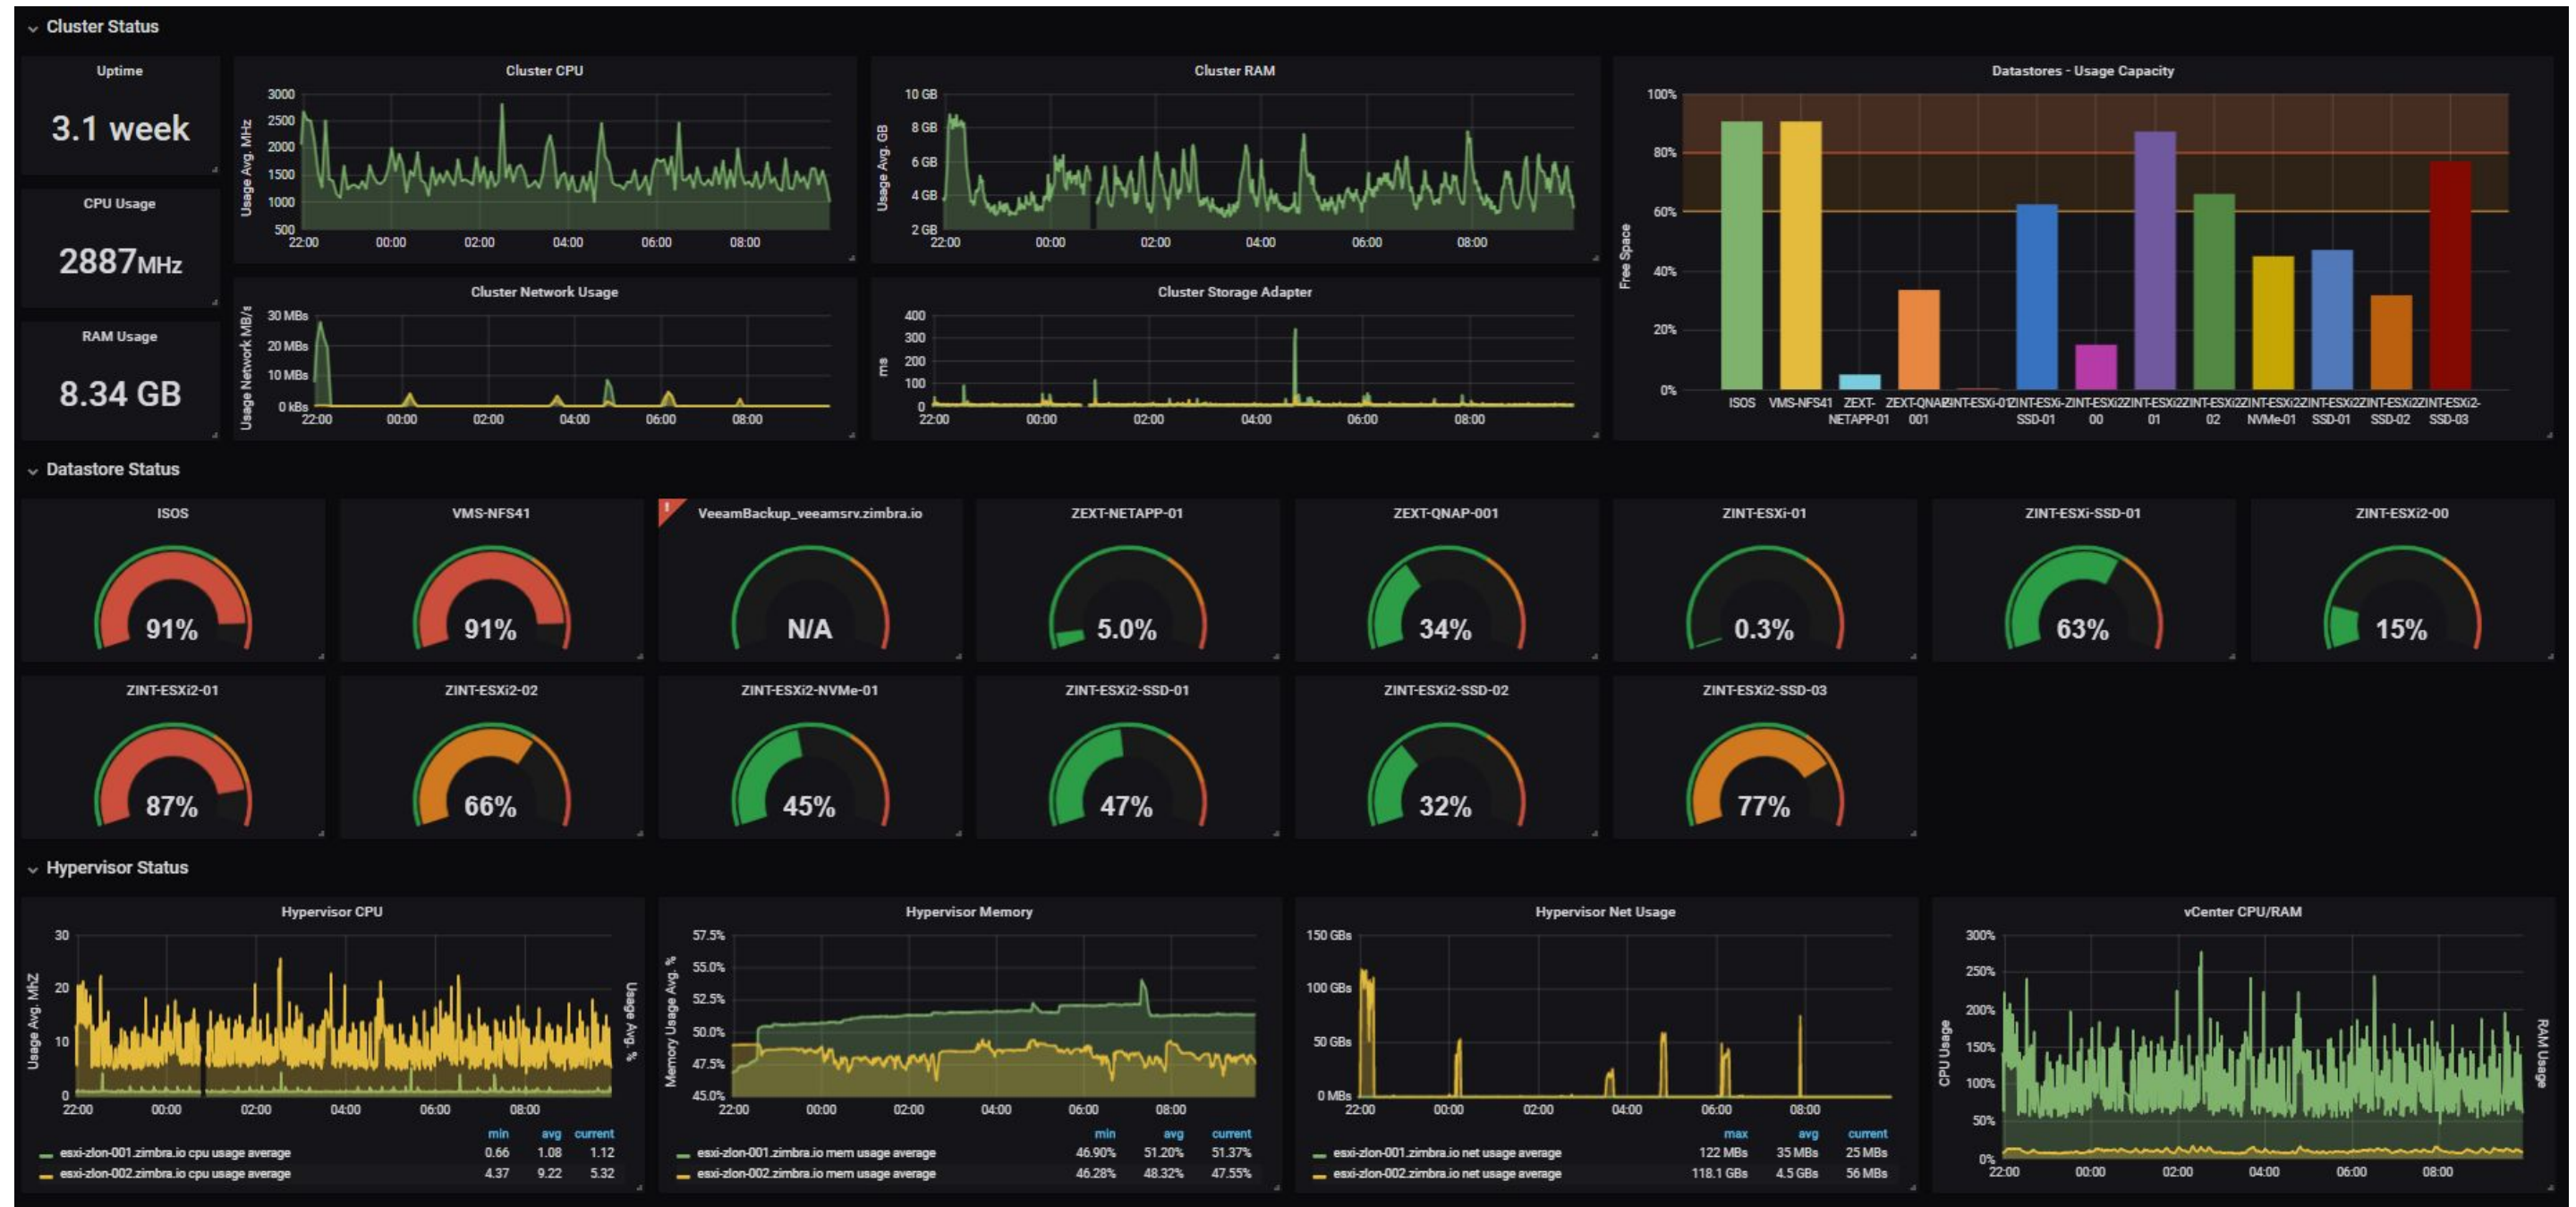 Cluster Status
Uptime
3.1 week
CPU Usage
2887MHz
RAM Usage
8.34 GB
Cluster CPU
Usage Avg. MHz
3000
2500
2000
1500
1000
500
22:00 00:00 02:00 04:00 06:00 08:00
Cluster RAM
Usage Avg. GB
10 GB
8 GB
6 GB
4 GB
2 GB
22:00 00:00 02:00 04:00 06:00 08:00
Cluster Network Usage
Usage Network MB/s
30 MBs
20 MBs
10 MBs
0 kBs
22:00 00:00 02:00 04:00 06:00 08:00
Cluster Storage Adapter
ms
400
300
200
100
0
22:00 00:00 02:00 04:00 06:00 08:00
Datastores - Usage Capacity
Free Space
100%
80%
60%
40%
20%
0%
ISOS VMS-NFS41 ZEXT- ZINT-ESXi2-
NETAPP-01 001 SSD-01 00 01 02 NVMe-01 SSD-01 SSD-02 SSD-03
Datastore Status
ISOS
91%
VMS-NFS41
91%
!
VeeamBackup_veeamsrv.zimbra.io
N/A
ZEXT-NETAPP-01
5.0%
ZEXT-QNAP-001
34%
ZINT-ESXi-01
0.3%
ZINT-ESXi-SSD-01
63%
ZINT-ESXi2-00
15%
ZINT-ESXi2-01
87%
ZINT-ESXi2-02
66%
ZINT-ESXi2-NVMe-01
45%
ZINT-ESXi2-SSD-01
47%
ZINT-ESXi2-SSD-02
32%
ZINT-ESXi2-SSD-03
77%
Hypervisor Status
Hypervisor CPU
Usage Avg. MhZ
30
20
10
0
Usage Avg. %
22:00 00:00 02:00 04:00 06:00 08:00
min avg current
esxi-zlon-001.zimbra.io cpu usage average 0.66 1.08 1.12
esxi-zlon-002.zimbra.io cpu usage average 4.37 9.22 5.32
Hypervisor Memory
Memory Usage Avg. %
57.5%
55.0%
52.5%
50.0%
47.5%
45.0%
22:00 00:00 02:00 04:00 06:00 08:00
min avg current
esxi-zlon-001.zimbra.io mem usage average 46.90% 51.20% 51.37%
esxi-zlon-002.zimbra.io mem usage average 46.28% 48.32% 47.55%
Hypervisor Net Usage
150 GBs
100 GBs
50 GBs
0 MBs
22:00 00:00 02:00 04:00 06:00 08:00
max avg current
esxi-zlon-001.zimbra.io net usage average 122 MBs 35 MBs 25 MBs
esxi-zlon-002.zimbra.io net usage average 118.1 GBs 4.5 GBs 56 MBs
vCenter CPU/RAM
CPU Usage
300%
250%
200%
150%
100%
50%
0%
RAM Usage
22:00 00:00 02:00 04:00 06:00 08:00